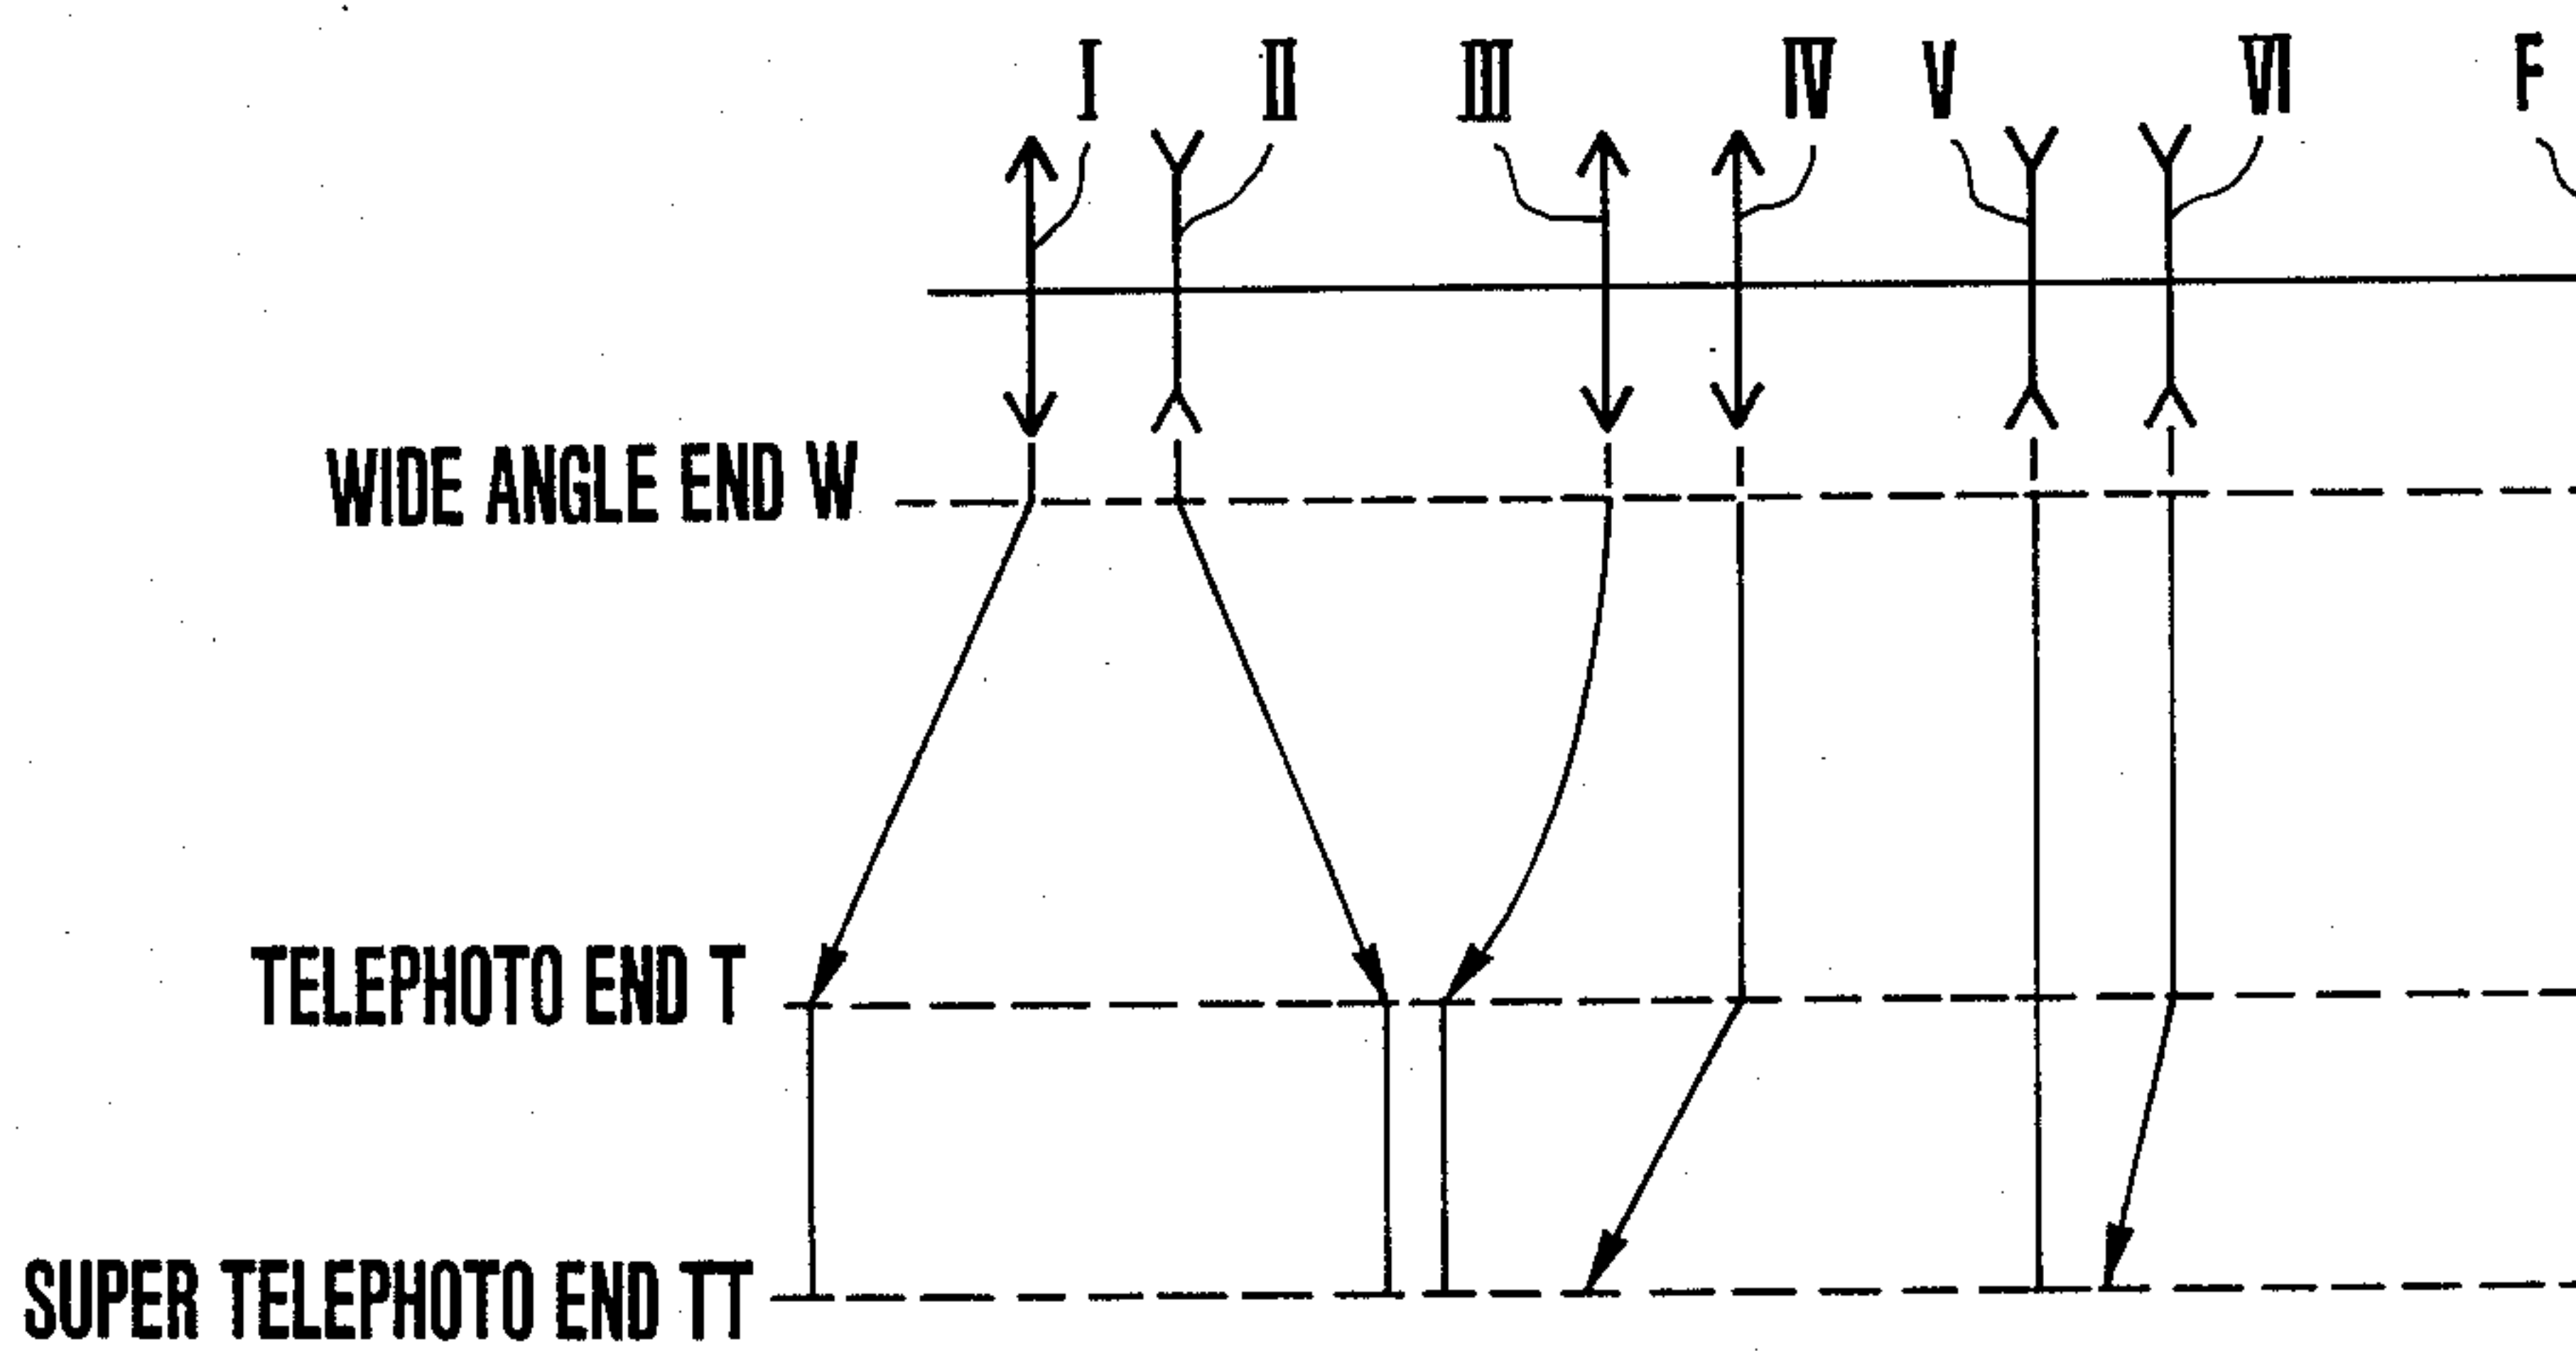 I II III IV V VI F
WIDE ANGLE END W
TELEPHOTO END T
SUPER TELEPHOTO END TT